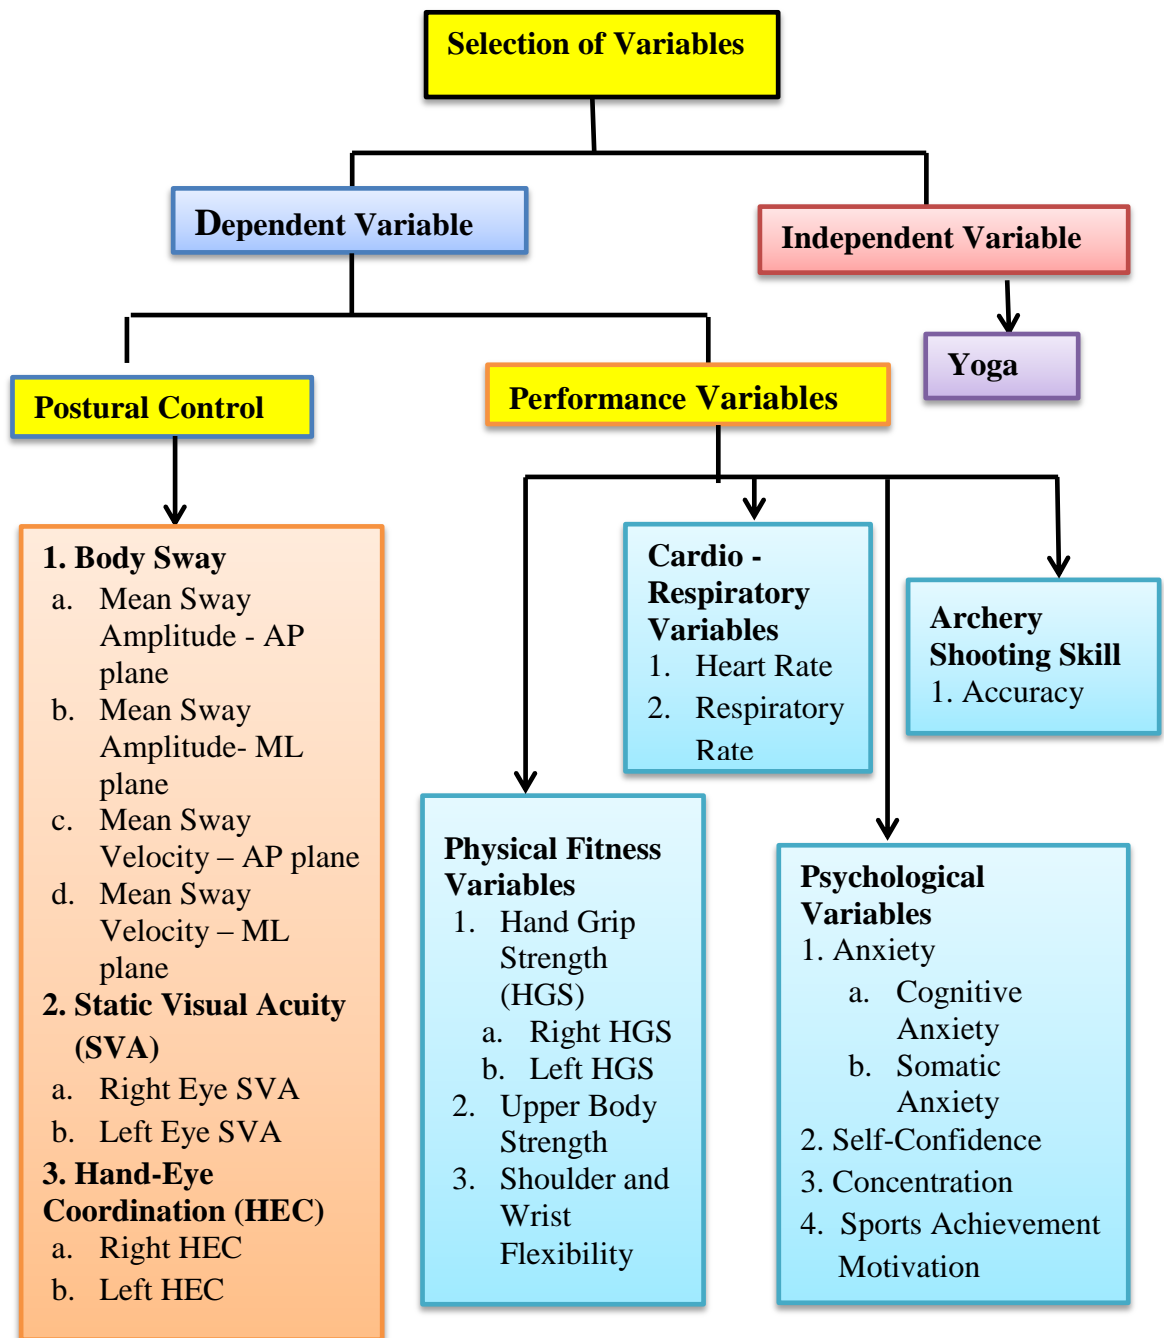 Selection of Variables
Dependent Variable
Independent Variable
Yoga
Postural Control
Performance Variables
1. Body Sway
a. Mean Sway
Amplitude - AP
plane
b. Mean Sway
Amplitude- ML
plane
c. Mean Sway
Velocity – AP plane
d. Mean Sway
Velocity – ML
plane
2. Static Visual Acuity
(SVA)
a. Right Eye SVA
b. Left Eye SVA
3. Hand-Eye
Coordination (HEC)
a. Right HEC
b. Left HEC
Physical Fitness
Variables
1. Hand Grip
Strength
(HGS)
a. Right HGS
b. Left HGS
2. Upper Body
Strength
3. Shoulder and
Wrist
Flexibility
Cardio -
Respiratory
Variables
1. Heart Rate
2. Respiratory
Rate
Psychological
Variables
1. Anxiety
a. Cognitive
Anxiety
b. Somatic
Anxiety
2. Self-Confidence
3. Concentration
4. Sports Achievement
Motivation
Archery
Shooting Skill
1. Accuracy